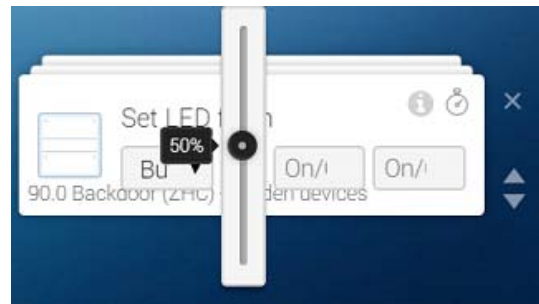 Set LED
50%
Bu
On/
On/
90.0 Backdoor (ZHC) den devices